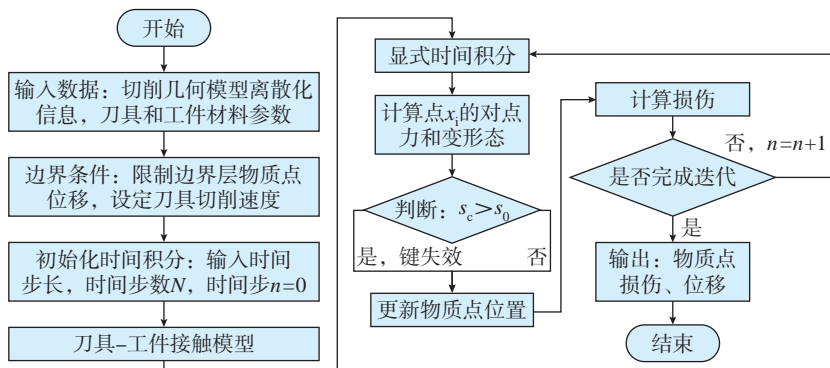 开始
输入数据：切削几何模型离散化
信息，刀具和工件材料参数
边界条件：限制边界层物质点
位移，设定刀具切削速度
初始化时间积分：输入时间
步长，时间步数N，时间步n=0
刀具–工件接触模型
显式时间积分
计算点xi的对点
力和变形态
判断：sc＞s0
是，键失效
否
更新物质点位置
计算损伤
否，n=n+1
是否完成迭代
是
输出：物质点
损伤、位移
结束